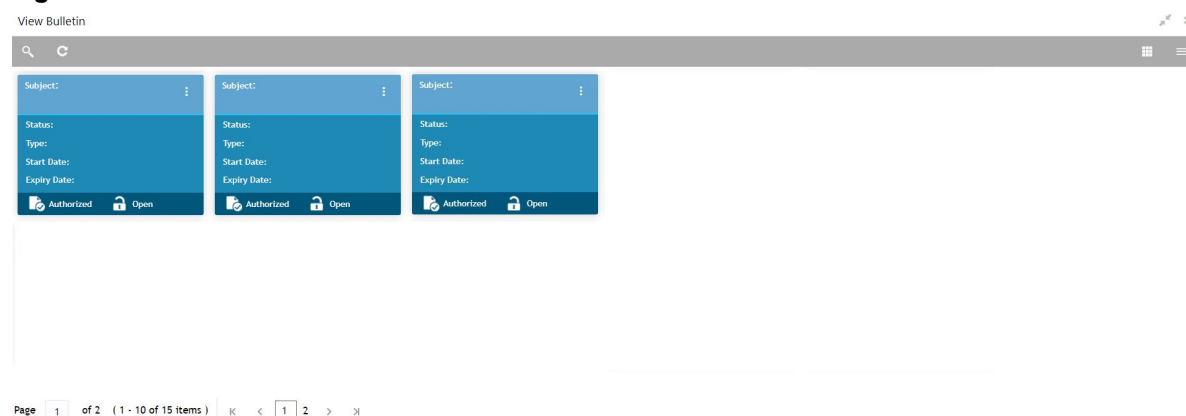 View Bulletin
Subject: Subject: Subject:
Status: Status: Status:
Type: Type: Type:
Start Date: Start Date: Start Date:
Expiry Date: Expiry Date: Expiry Date:
Authorized Open Authorized Open Authorized Open
Page 1 of 2 ( 1 - 10 of 15 items ) 1 2